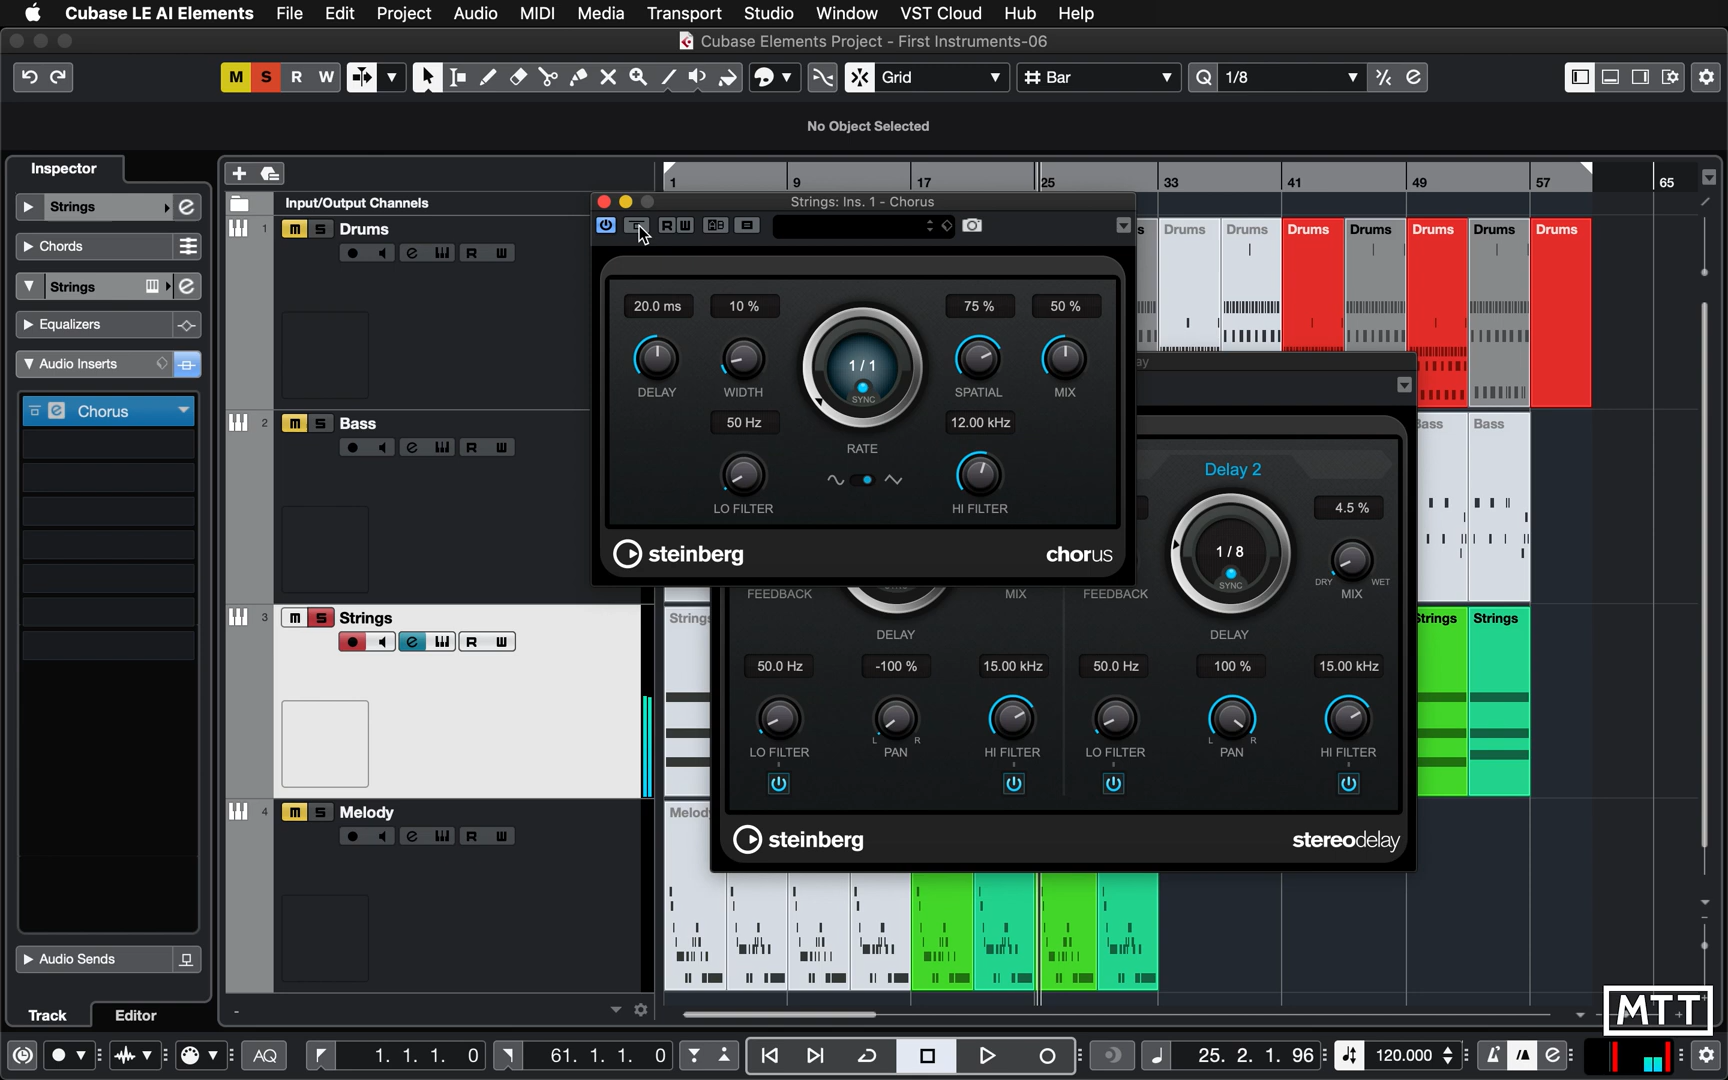 Cubase LE AI Elements File Edit Project Audio MIDI Media Transport Studio Window VST Cloud Hub Help
Cubase Elements Project - First Instruments-06
M S R W Grid Bar Q 1/8
No Object Selected
Inspector
Strings
Chords
Strings
Equalizers
Audio Inserts
Chorus
Audio Sends
Track Editor
Input/Output Channels
1 m S Drums
R W
2 m S Bass
R W
3 m S Strings
R W
4 m S Melody
R W
1 9 17 25 33 41 49 57 65
Strings: Ins. 1 - Chorus
R W
20.0 ms 10 % 75 % 50 %
1 / 1
SYNC
DELAY WIDTH SPATIAL MIX
50 Hz 12.00 kHz
RATE
LO FILTER HI FILTER
steinberg chorus
s Drums Drums Drums Drums Drums Drums Drums
ay
Bass Bass
Delay 2
4.5 %
1 / 8
SYNC
DRY WET
FEEDBACK MIX FEEDBACK MIX
DELAY DELAY
50.0 Hz -100 % 15.00 kHz 50.0 Hz 100 % 15.00 kHz
L R L R
LO FILTER PAN HI FILTER LO FILTER PAN HI FILTER
steinberg stereodelay
Strings Strings Strings
Melody
MTT
AQ 1. 1. 1. 0 61. 1. 1. 0 25. 2. 1. 96 120.000